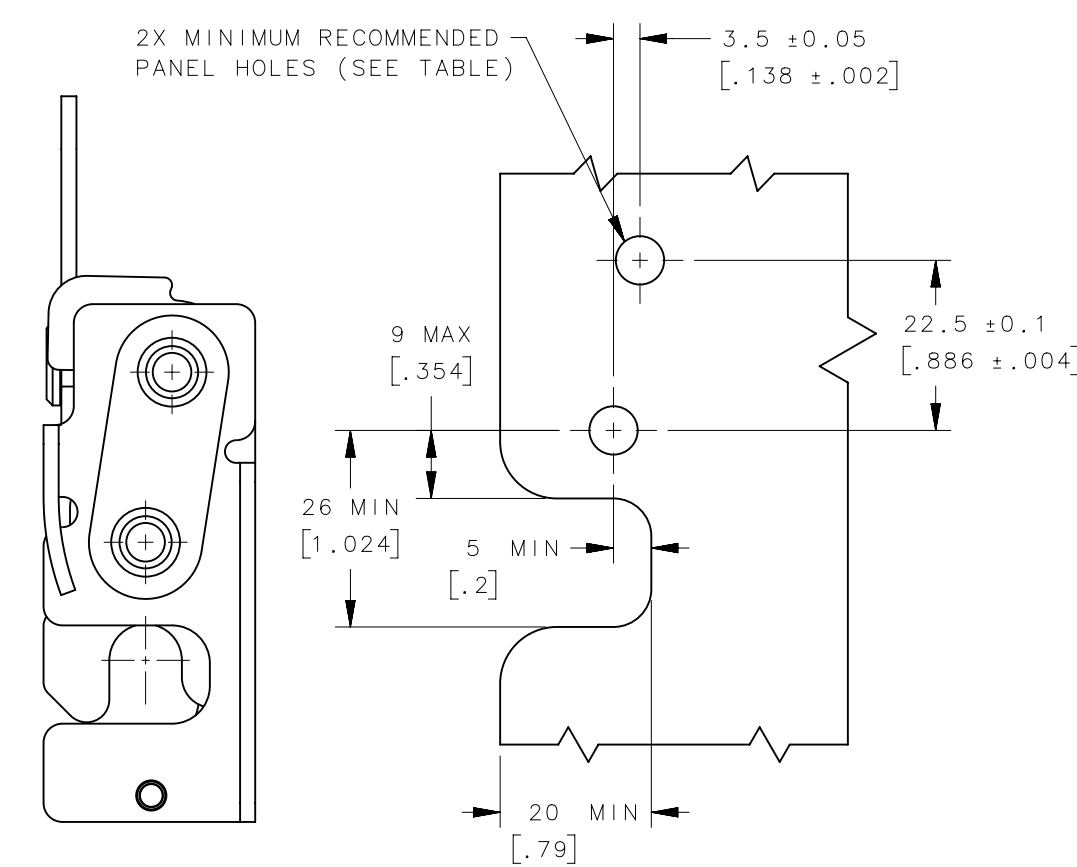 2X MINIMUM RECOMMENDED
PANEL HOLES (SEE TABLE)
3.5 ±0.05
[.138 ±.002]
22.5 ±0.1
[.886 ±.004]
9 MAX
[.354]
26 MIN
[1.024]
5 MIN
[.2]
20 MIN
[.79]